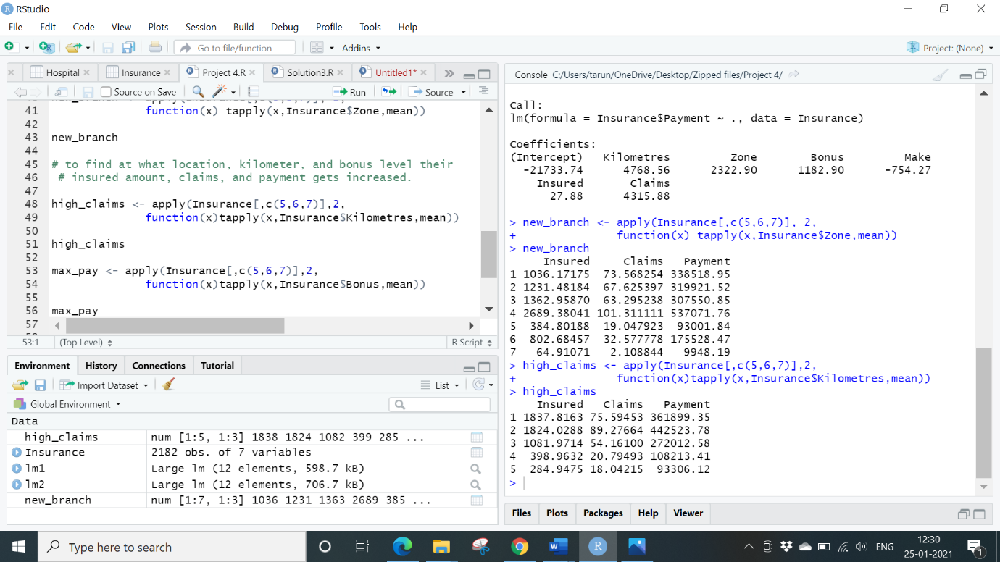 RStudio
File Edit Code View Plots Session Build Debug Profile Tools Help
Go to file/function Addins Project: (None)
Hospital Insurance Project 4.R Solution3.R Untitled1*
Source on Save Run Source
41 function(x) tapply(x,Insurance$Zone,mean))
42
43 new_branch
44
45 # to find at what location, kilometer, and bonus level their
46 # insured amount, claims, and payment gets increased.
47
48 high_claims <- apply(Insurance[,c(5,6,7)],2,
49 function(x)tapply(x,Insurance$Kilometres,mean))
50
51 high_claims
52
53 max_pay <- apply(Insurance[,c(5,6,7)],2,
54 function(x)tapply(x,Insurance$Bonus,mean))
55
56 max_pay
57
53:1 (Top Level) R Script
Environment History Connections Tutorial
Import Dataset List
Global Environment
Data
high_claims num [1:5, 1:3] 1838 1824 1082 399 285 ...
Insurance 2182 obs. of 7 variables
lm1 Large lm (12 elements, 598.7 kB)
lm2 Large lm (12 elements, 706.7 kB)
new_branch num [1:7, 1:3] 1036 1231 1363 2689 385 ...
Console C:/Users/tarun/OneDrive/Desktop/Zipped files/Project 4/
Call:
lm(formula = Insurance$Payment ~ ., data = Insurance)
Coefficients:
(Intercept) Kilometres Zone Bonus Make
-21733.74 4768.56 2322.90 1182.90 -754.27
Insured Claims
27.88 4315.88
> new_branch <- apply(Insurance[,c(5,6,7)], 2,
+ function(x) tapply(x,Insurance$Zone,mean))
> new_branch
Insured Claims Payment
1 1036.17175 73.568254 338518.95
2 1231.48184 67.625397 319921.52
3 1362.95870 63.295238 307550.85
4 2689.38041 101.311111 537071.76
5 384.80188 19.047923 93001.84
6 802.68457 32.577778 175528.47
7 64.91071 2.108844 9948.19
> high_claims <- apply(Insurance[,c(5,6,7)],2,
+ function(x)tapply(x,Insurance$Kilometres,mean))
> high_claims
Insured Claims Payment
1 1837.8163 75.59453 361899.35
2 1824.0288 89.27664 442523.78
3 1081.9714 54.16100 272012.58
4 398.9632 20.79493 108213.41
5 284.9475 18.04215 93306.12
>
Files Plots Packages Help Viewer
Type here to search
ENG
12:30
25-01-2021
1